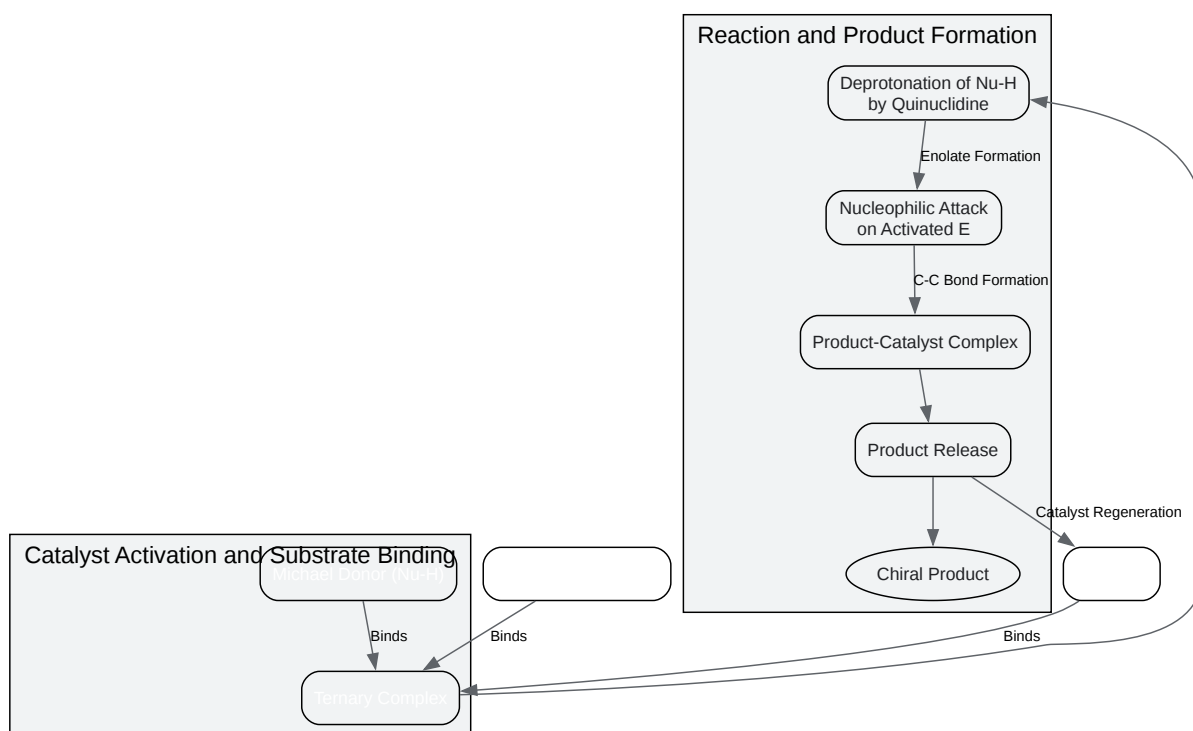 Reaction and Product Formation
Deprotonation of Nu-H
by Quinuclidine
Enolate Formation
Nucleophilic Attack
on Activated E
C-C Bond Formation
Product-Catalyst Complex
Product Release
Catalyst Regeneration
Catalyst Activation and Substrate Binding
Michael Donor (Nu-H)
Chiral Product
Binds
Binds
Binds
Ternary Complex